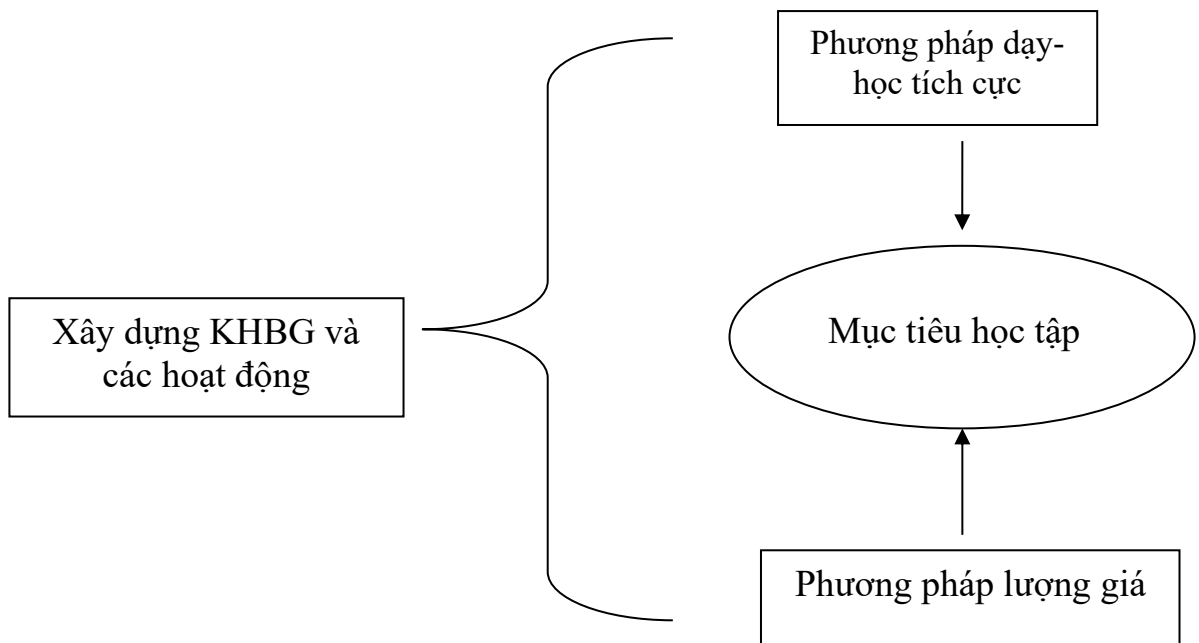 Phương pháp dạy-
học tích cực
Xây dựng KHBG và
các hoạt động
Mục tiêu học tập
Phương pháp lượng giá